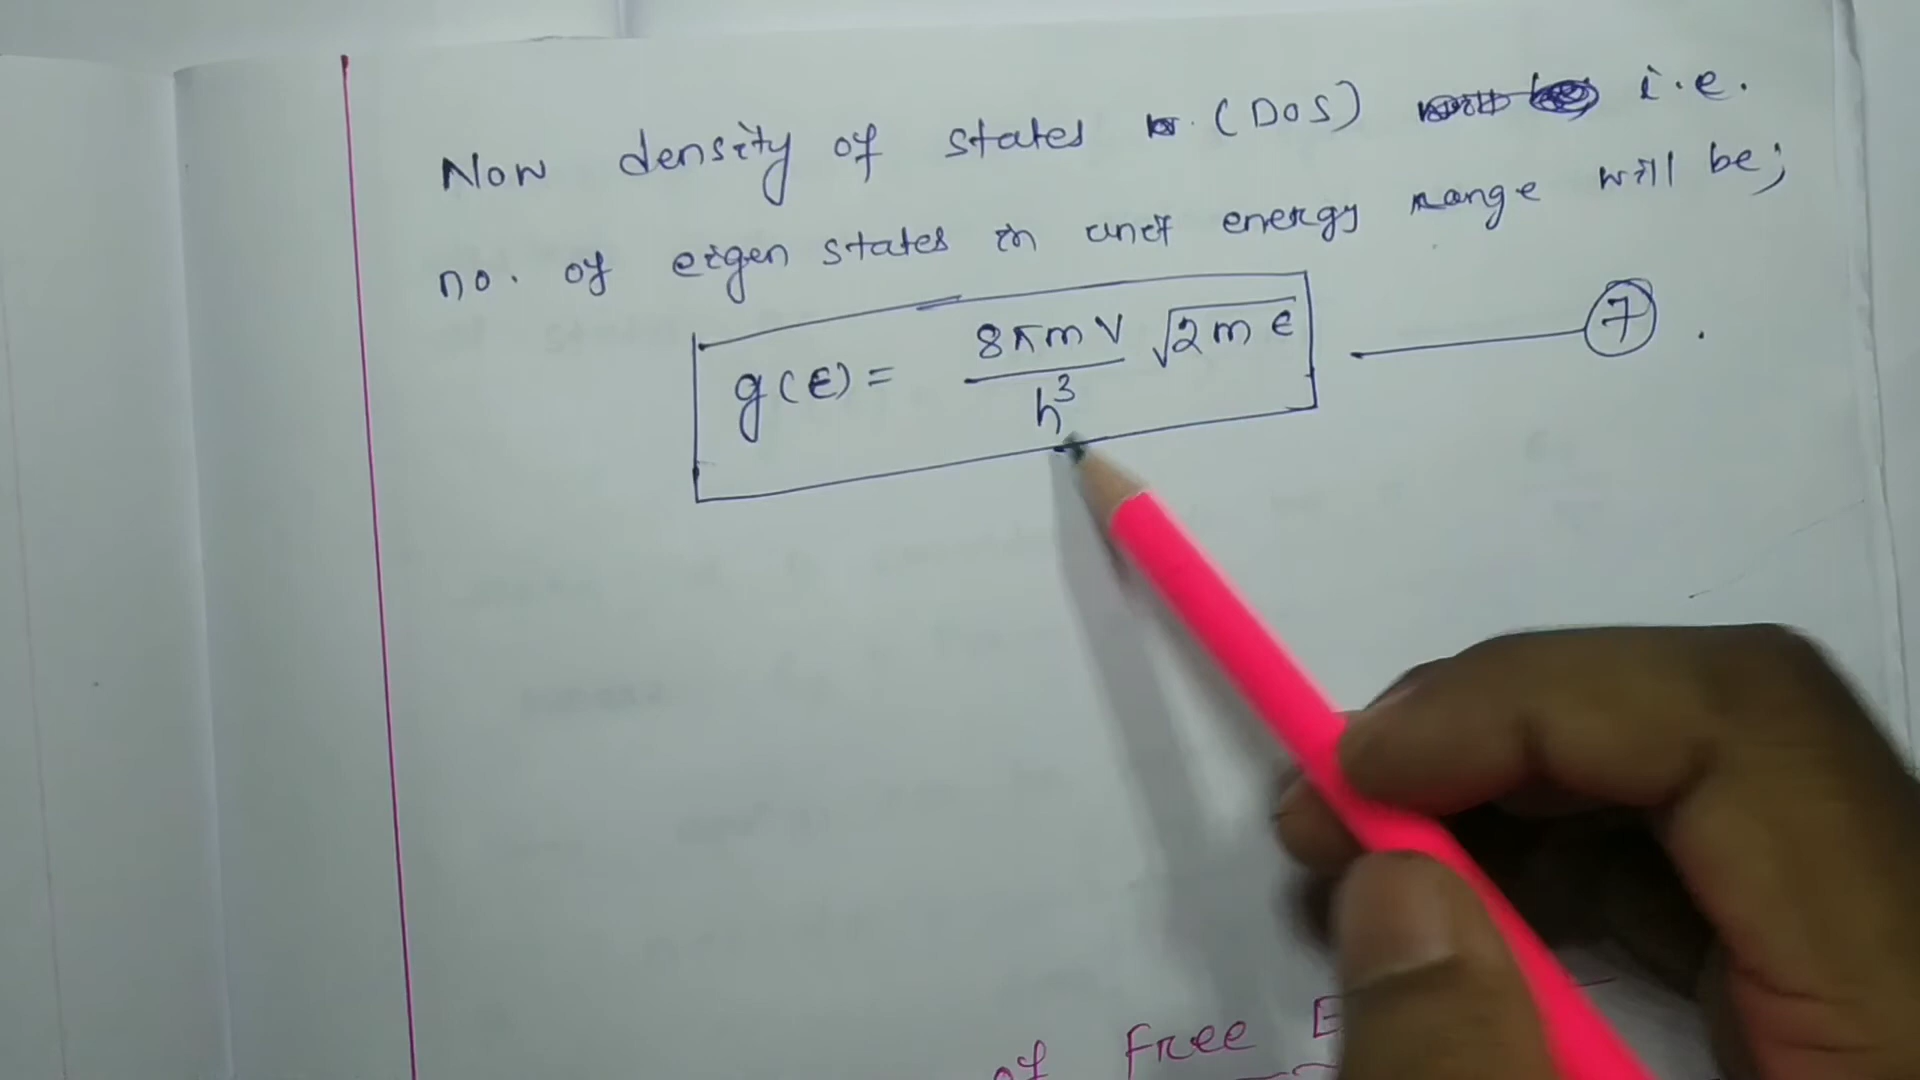 Now density of states (DOS) i.e.
no. of eigen states in unit energy range will be;
g(ϵ) = 8πmV/h³ √2mϵ ——— 7 .
of Free